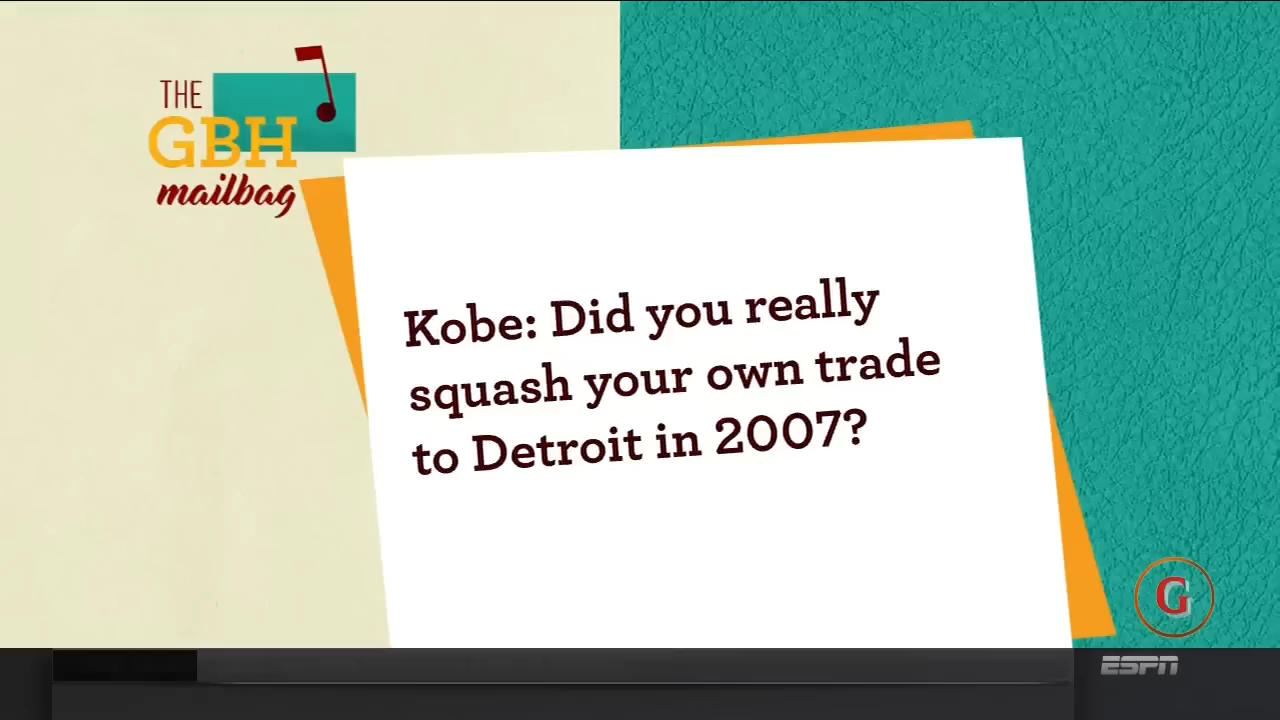 THE
GBH
mailbag
Kobe: Did you really
squash your own trade
to Detroit in 2007?
G
ESPN